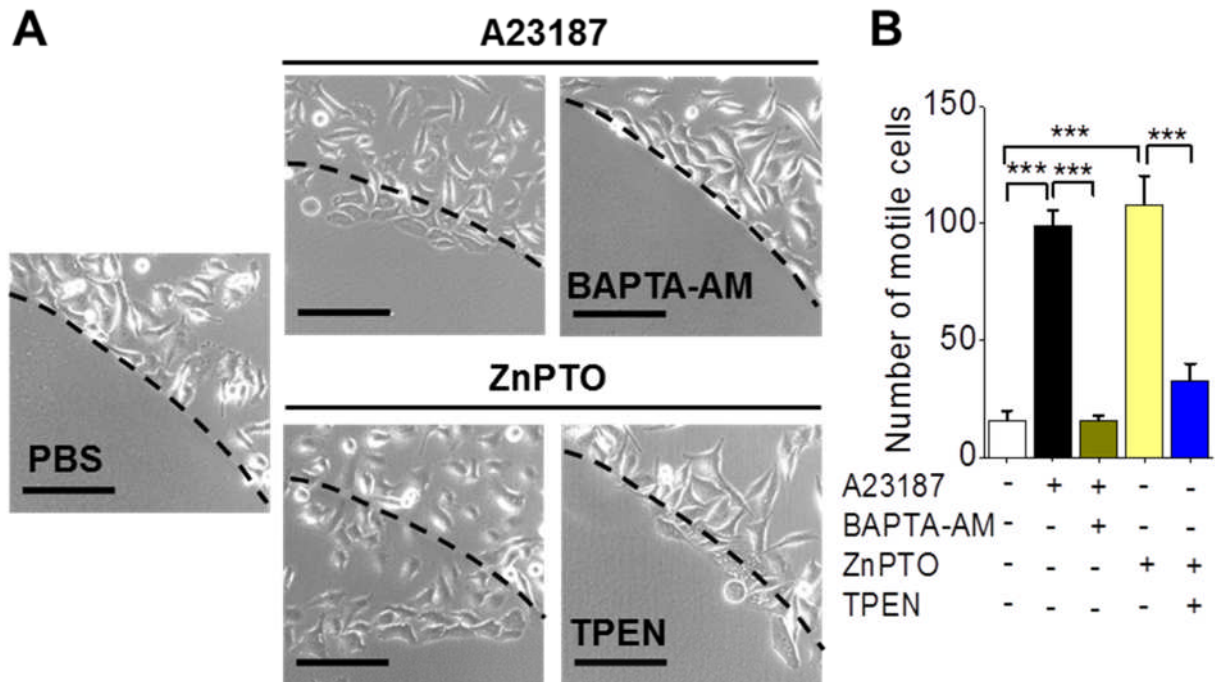 A
A23187
BAPTA-AM
PBS
ZnPTO
TPEN
B
Number of motile cells
150
100
50
0
*** ***
*** ***
A23187 - + + - -
BAPTA-AM - - + - -
ZnPTO - - - + +
TPEN - - - - +